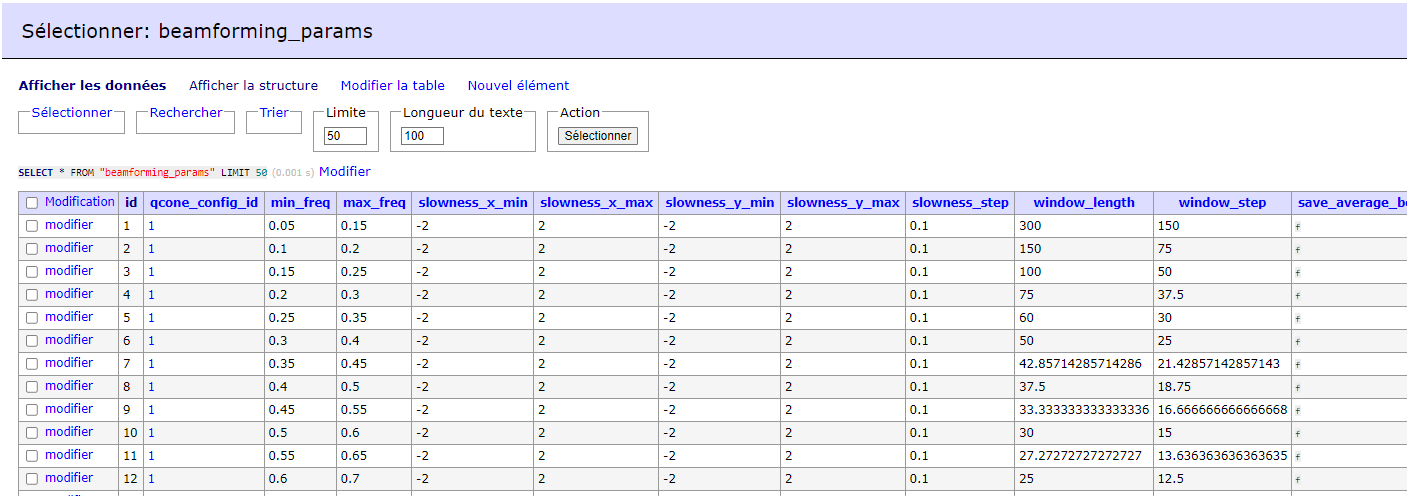 Sélectionner: beamforming_params
Afficher les données Afficher la structure Modifier la table Nouvel élément
Sélectionner Rechercher Trier Limite Longueur du texte Action
50 100 Sélectionner
SELECT * FROM "beamforming_params" LIMIT 50 (0.001 s) Modifier
Modification id qcone_config_id min_freq max_freq slowness_x_min slowness_x_max slowness_y_min slowness_y_max slowness_step window_length window_step save_average_b
modifier 1 1 0.05 0.15 -2 2 -2 2 0.1 300 150 f
modifier 2 1 0.1 0.2 -2 2 -2 2 0.1 150 75 f
modifier 3 1 0.15 0.25 -2 2 -2 2 0.1 100 50 f
modifier 4 1 0.2 0.3 -2 2 -2 2 0.1 75 37.5 f
modifier 5 1 0.25 0.35 -2 2 -2 2 0.1 60 30 f
modifier 6 1 0.3 0.4 -2 2 -2 2 0.1 50 25 f
modifier 7 1 0.35 0.45 -2 2 -2 2 0.1 42.85714285714286 21.42857142857143 f
modifier 8 1 0.4 0.5 -2 2 -2 2 0.1 37.5 18.75 f
modifier 9 1 0.45 0.55 -2 2 -2 2 0.1 33.333333333333336 16.666666666666668 f
modifier 10 1 0.5 0.6 -2 2 -2 2 0.1 30 15 f
modifier 11 1 0.55 0.65 -2 2 -2 2 0.1 27.27272727272727 13.636363636363635 f
modifier 12 1 0.6 0.7 -2 2 -2 2 0.1 25 12.5 f